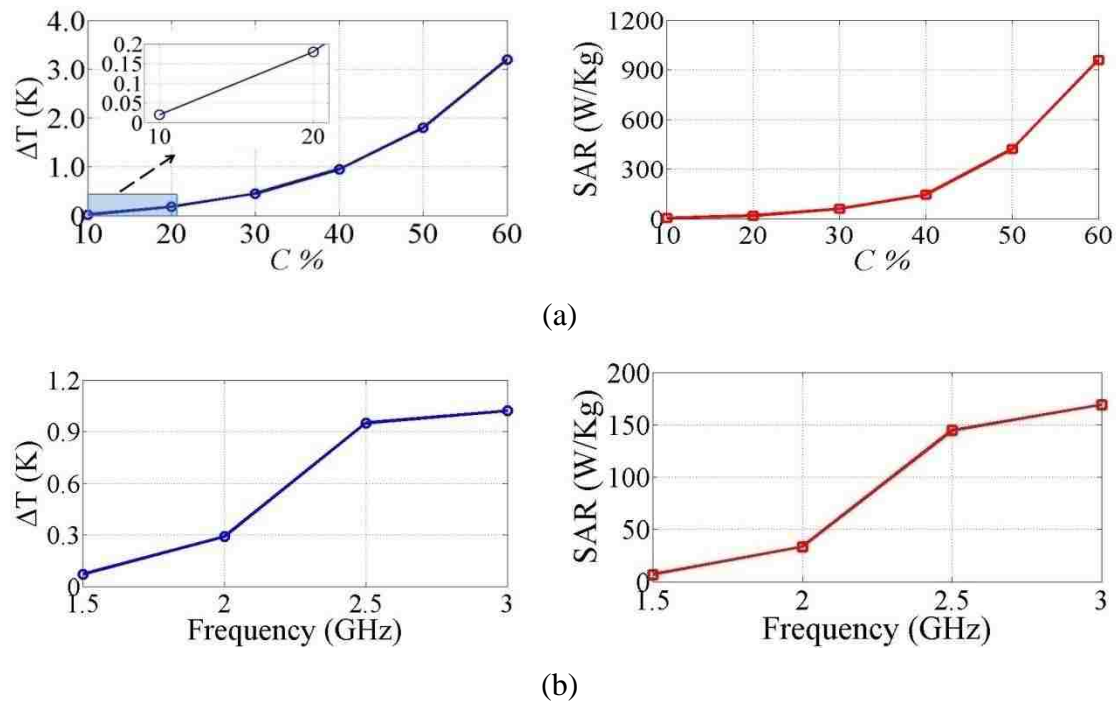 4.0
3.0
2.0
1.0
0
ΔT (K)
10 20 30 40 50 60
C %
0.2
0.15
0.1
0.05
0
10 20
1200
900
600
300
0
SAR (W/Kg)
10 20 30 40 50 60
C %
(a)
1.2
0.9
0.6
0.3
0
ΔT (K)
1.5 2 2.5 3
Frequency (GHz)
200
150
100
50
0
SAR (W/Kg)
1.5 2 2.5 3
Frequency (GHz)
(b)